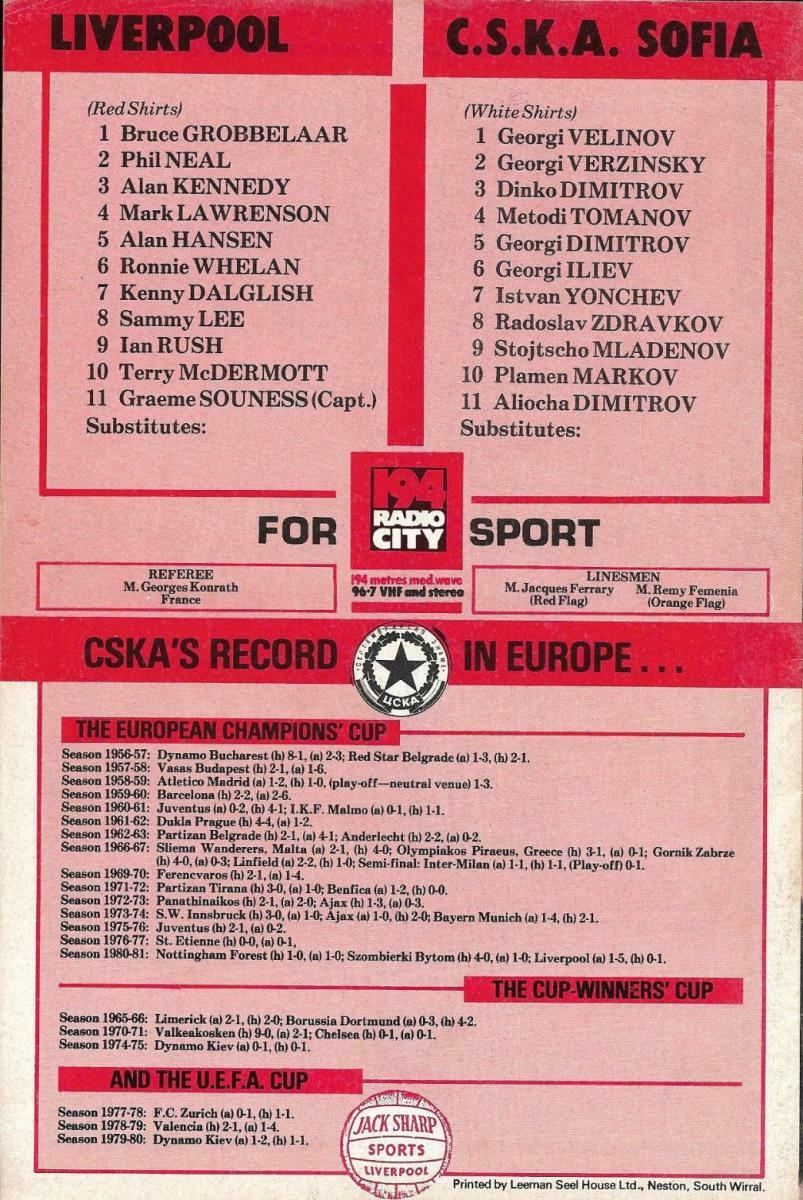 LIVERPOOL
(Red Shirts)
1 Bruce GROBBELAAR
2 Phil NEAL
3 Alan KENNEDY
4 Mark LAWRENSON
5 Alan HANSEN
6 Ronnie WHELAN
7 Kenny DALGLISH
8 Sammy LEE
9 Ian RUSH
10 Terry McDERMOTT
11 Graeme SOUNESS (Capt.)
Substitutes:
C.S.K.A. SOFIA
(White Shirts)
1 Georgi VELINOV
2 Georgi VERZINSKY
3 Dinko DIMITROV
4 Metodi TOMANOV
5 Georgi DIMITROV
6 Georgi ILIEV
7 Istvan YONCHEV
8 Radoslav ZDRAVKOV
9 Stojtscho MLADENOV
10 Plamen MARKOV
11 Aliocha DIMITROV
Substitutes:
FOR
194
RADIO
CITY
SPORT
194 metres med.wave
96·7 VHF and stereo
REFEREE
M. Georges Konrath
France
LINESMEN
M. Jacques Ferrary M. Remy Femenia
(Red Flag) (Orange Flag)
CSKA'S RECORD IN EUROPE...
ЦСКА
THE EUROPEAN CHAMPIONS' CUP
Season 1956-57: Dynamo Bucharest (h) 8-1, (a) 2-3; Red Star Belgrade (a) 1-3, (h) 2-1.
Season 1957-58: Vasas Budapest (h) 2-1, (a) 1-6.
Season 1958-59: Atletico Madrid (a) 1-2, (h) 1-0, (play-off—neutral venue) 1-3.
Season 1959-60: Barcelona (h) 2-2, (a) 2-6.
Season 1960-61: Juventus (a) 0-2, (h) 4-1; I.K.F. Malmo (a) 0-1, (h) 1-1.
Season 1961-62: Dukla Prague (h) 4-4, (a) 1-2.
Season 1962-63: Partizan Belgrade (h) 2-1, (a) 4-1; Anderlecht (h) 2-2, (a) 0-2.
Season 1966-67: Sliema Wanderers, Malta (a) 2-1, (h) 4-0; Olympiakos Piraeus, Greece (h) 3-1, (a) 0-1; Gornik Zabrze
(h) 4-0, (a) 0-3; Linfield (a) 2-2, (h) 1-0; Semi-final: Inter-Milan (a) 1-1, (h) 1-1, (Play-off) 0-1.
Season 1969-70: Ferencvaros (h) 2-1, (a) 1-4.
Season 1971-72: Partizan Tirana (h) 3-0, (a) 1-0; Benfica (a) 1-2, (h) 0-0.
Season 1972-73: Panathinaikos (h) 2-1, (a) 2-0; Ajax (h) 1-3, (a) 0-3.
Season 1973-74: S.W. Innsbruck (h) 3-0, (a) 1-0; Ajax (a) 1-0, (h) 2-0; Bayern Munich (a) 1-4, (h) 2-1.
Season 1975-76: Juventus (h) 2-1, (a) 0-2.
Season 1976-77: St. Etienne (h) 0-0, (a) 0-1,
Season 1980-81: Nottingham Forest (h) 1-0, (a) 1-0; Szombierki Bytom (h) 4-0, (a) 1-0; Liverpool (a) 1-5, (h) 0-1.
THE CUP-WINNERS' CUP
Season 1965-66: Limerick (a) 2-1, (h) 2-0; Borussia Dortmund (a) 0-3, (h) 4-2.
Season 1970-71: Valkeakosken (h) 9-0, (a) 2-1; Chelsea (h) 0-1, (a) 0-1.
Season 1974-75: Dynamo Kiev (a) 0-1, (h) 0-1.
AND THE U.E.F.A. CUP
Season 1977-78: F.C. Zurich (a) 0-1, (h) 1-1.
Season 1978-79: Valencia (h) 2-1, (a) 1-4.
Season 1979-80: Dynamo Kiev (a) 1-2, (h) 1-1.
JACK SHARP
SPORTS
LIVERPOOL
Printed by Leeman Seel House Ltd., Neston, South Wirral.